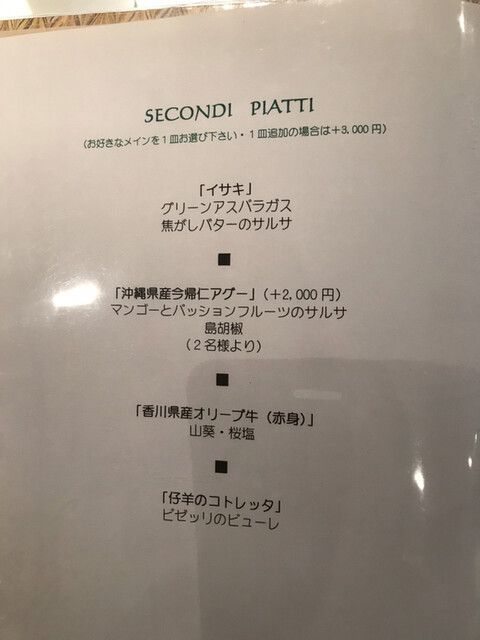 SECONDI PIATTI
(お好きなメインを1皿お選び下さい・1皿追加の場合は+3,000円)
「イサキ」
グリーンアスパラガス
焦がしバターのサルサ
■
「沖縄県産今帰仁アグー」(+2,000円)
マンゴーとパッションフルーツのサルサ
島胡椒
(2名様より)
■
「香川県産オリーブ牛(赤身)」
山葵・桜塩
■
「仔羊のコトレッタ」
ピゼッリのピューレ